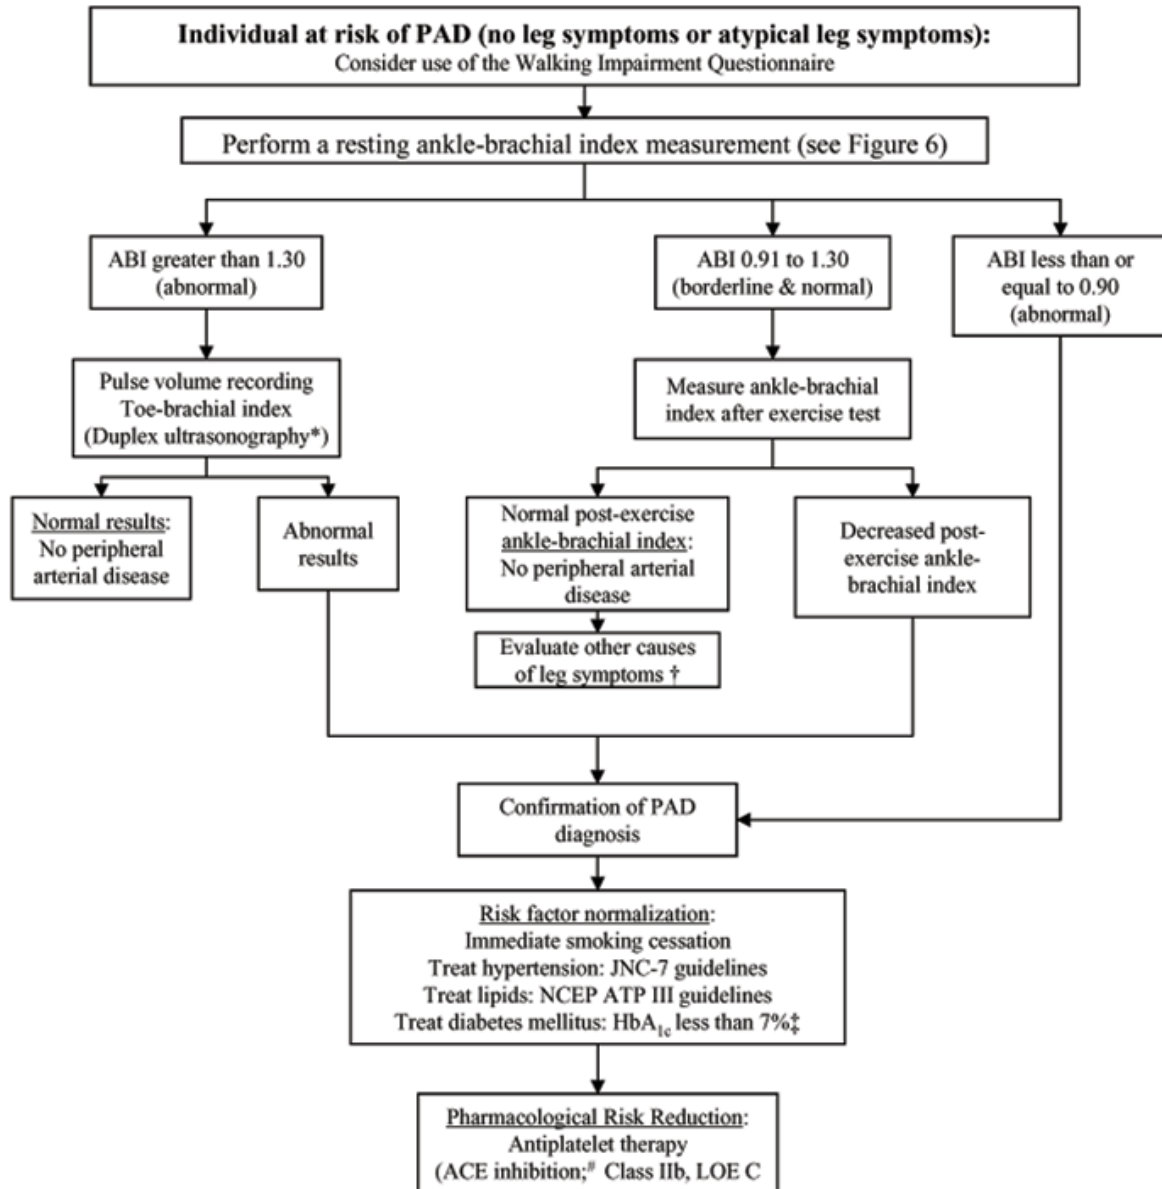 Individual at risk of PAD (no leg symptoms or atypical leg symptoms):
Consider use of the Walking Impairment Questionnaire
Perform a resting ankle-brachial index measurement (see Figure 6)
ABI greater than 1.30
(abnormal)
ABI 0.91 to 1.30
(borderline & normal)
ABI less than or
equal to 0.90
(abnormal)
Pulse volume recording
Toe-brachial index
(Duplex ultrasonography*)
Measure ankle-brachial
index after exercise test
Normal results:
No peripheral
arterial disease
Abnormal
results
Normal post-exercise
ankle-brachial index:
No peripheral arterial
disease
Decreased post-
exercise ankle-
brachial index
Evaluate other causes
of leg symptoms †
Confirmation of PAD
diagnosis
Risk factor normalization:
Immediate smoking cessation
Treat hypertension: JNC-7 guidelines
Treat lipids: NCEP ATP III guidelines
Treat diabetes mellitus: HbA1c less than 7%‡
Pharmacological Risk Reduction:
Antiplatelet therapy
(ACE inhibition;# Class IIb, LOE C